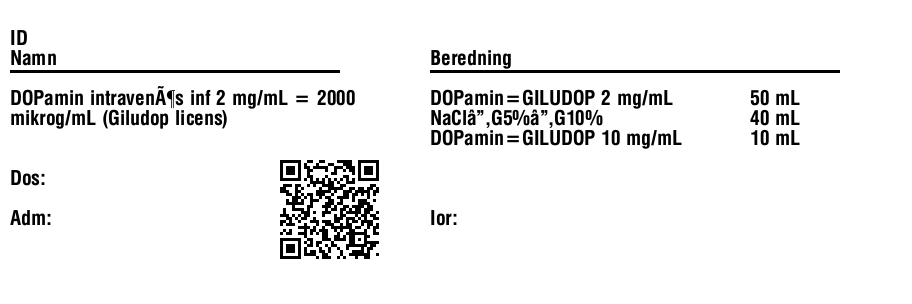 ID
Namn
DOPamin intravenÃ¶s inf 2 mg/mL = 2000
mikrog/mL (Giludop licens)
Dos:
Adm:
Beredning
DOPamin=GILUDOP 2 mg/mL 50 mL
NaClâ”‚G5%â”‚G10% 40 mL
DOPamin=GILUDOP 10 mg/mL 10 mL
Ior: